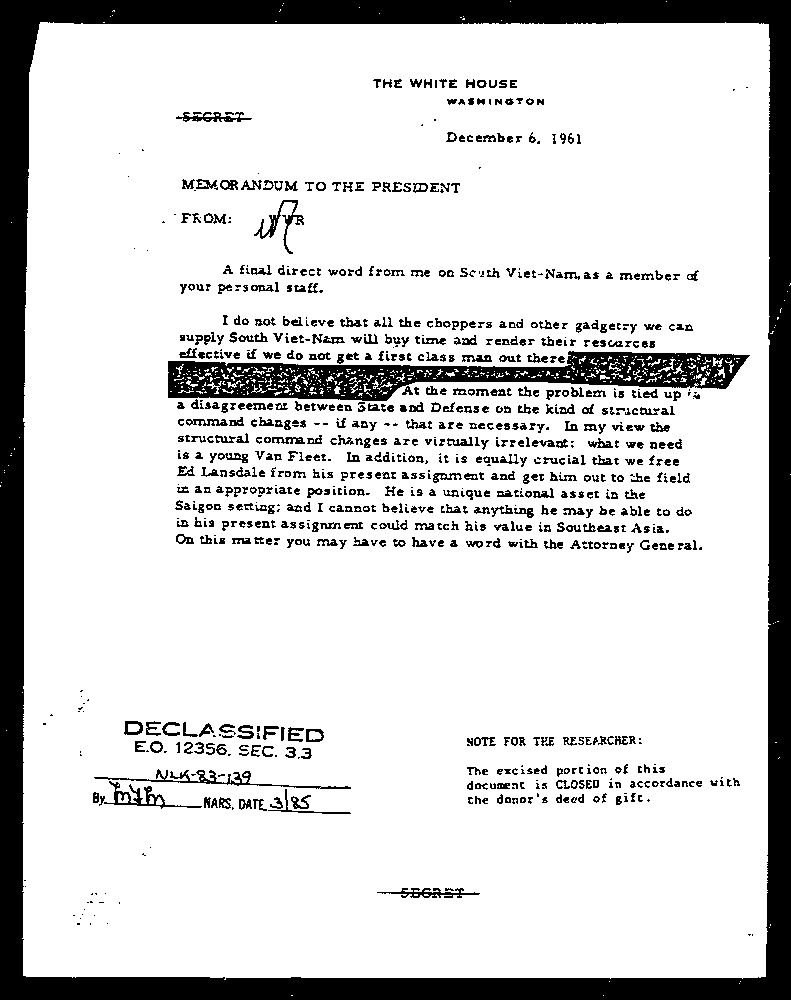 THE WHITE HOUSE
WASHINGTON
SECRET
December 6, 1961
MEMORANDUM TO THE PRESIDENT
FROM: WWR
A final direct word from me on South Viet-Nam, as a member of
your personal staff.
I do not believe that all the choppers and other gadgetry we can
supply South Viet-Nam will buy time and render their resources
effective if we do not get a first class man out there
At the moment the problem is tied up in
a disagreement between State and Defense on the kind of structural
command changes -- if any -- that are necessary. In my view the
structural command changes are virtually irrelevant: what we need
is a young Van Fleet. In addition, it is equally crucial that we free
Ed Lansdale from his present assignment and get him out to the field
in an appropriate position. He is a unique national asset in the
Saigon setting; and I cannot believe that anything he may be able to do
in his present assignment could match his value in Southeast Asia.
On this matter you may have to have a word with the Attorney General.
DECLASSIFIED
E.O. 12356, SEC. 3.3
NLK-83-139
By mfm NARS, DATE 3/85
NOTE FOR THE RESEARCHER:
The excised portion of this
document is CLOSED in accordance with
the donor's deed of gift.
SECRET